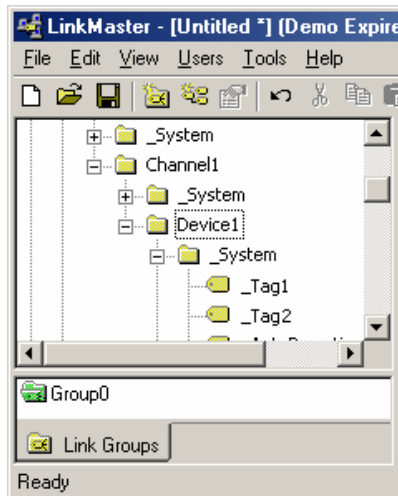 LinkMaster - [Untitled *] (Demo Expire
File Edit View Users Tools Help
_System
Channel1
_System
Device1
_System
_Tag1
_Tag2
Group0
Link Groups
Ready